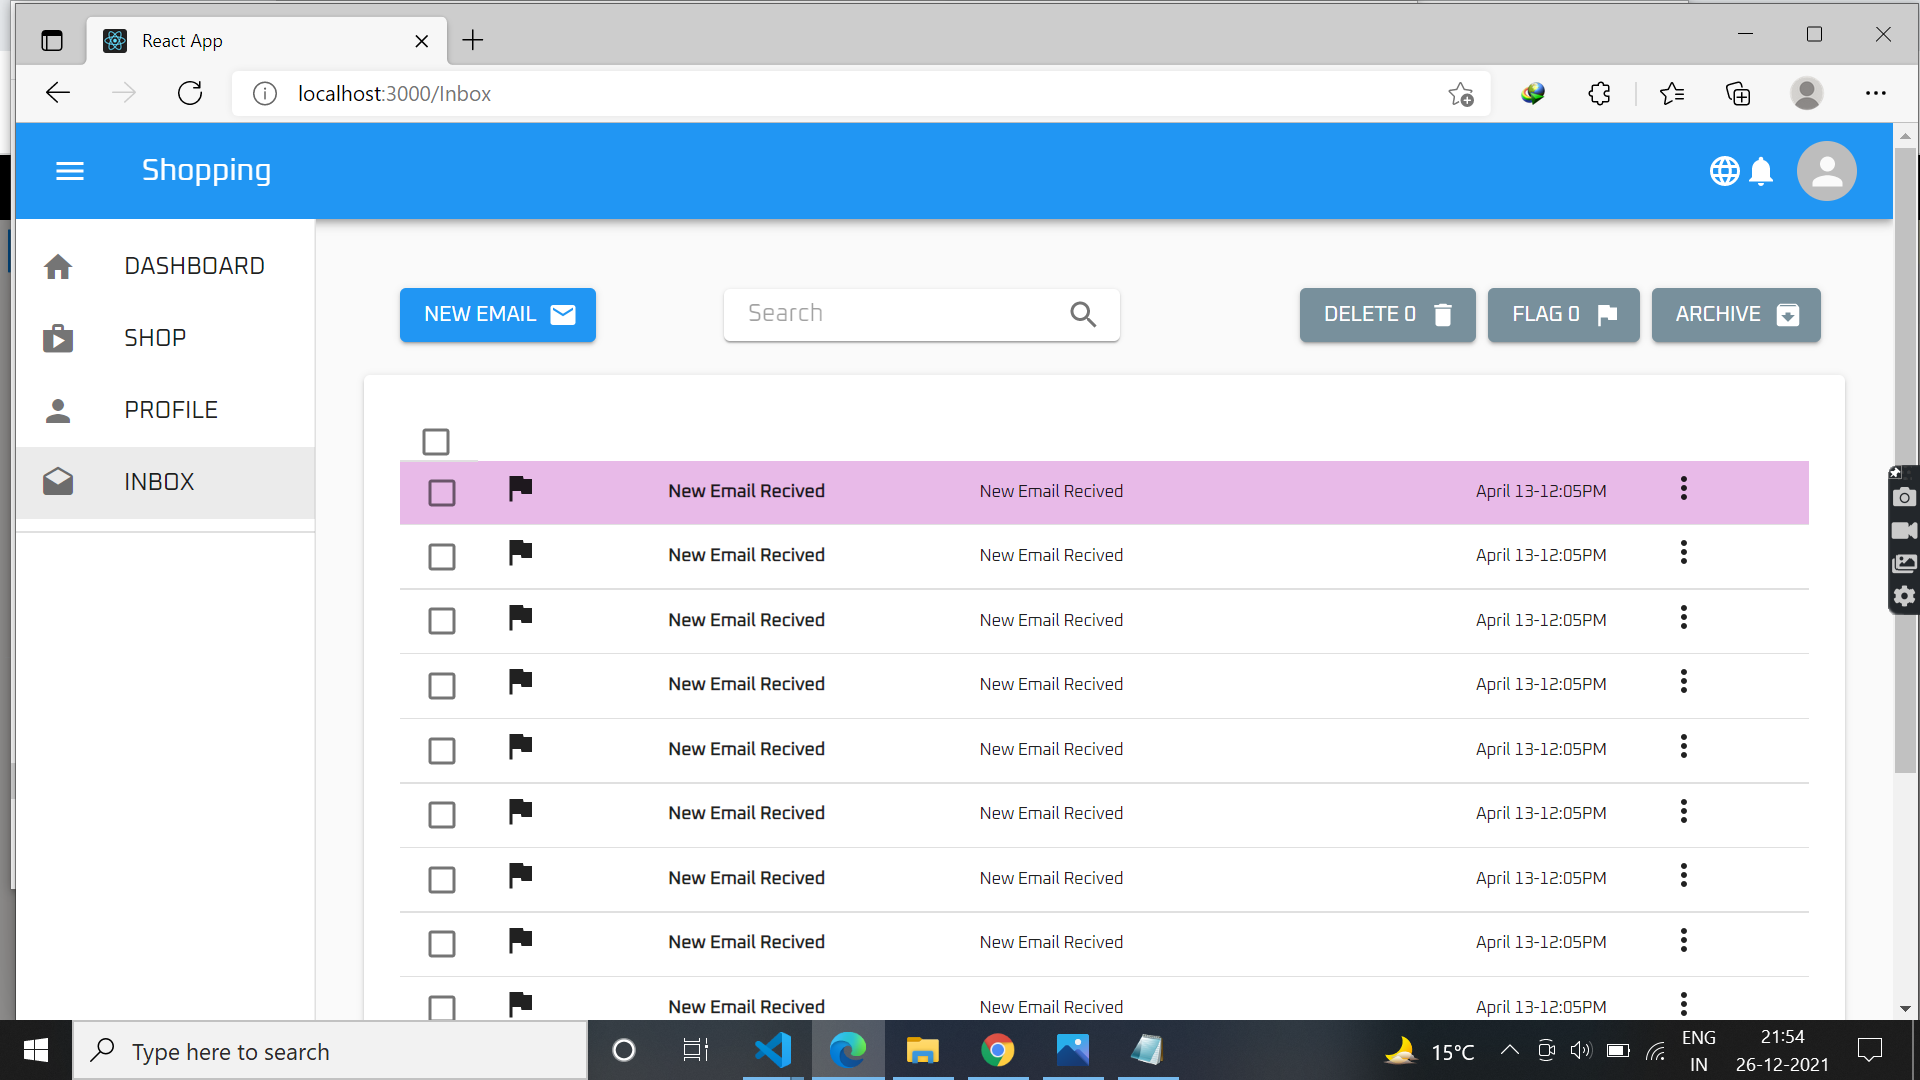 React App
localhost:3000/Inbox
Shopping
DASHBOARD
SHOP
PROFILE
INBOX
NEW EMAIL
Search
DELETE 0
FLAG 0
ARCHIVE
New Email Recived New Email Recived April 13-12:05PM
New Email Recived New Email Recived April 13-12:05PM
New Email Recived New Email Recived April 13-12:05PM
New Email Recived New Email Recived April 13-12:05PM
New Email Recived New Email Recived April 13-12:05PM
New Email Recived New Email Recived April 13-12:05PM
New Email Recived New Email Recived April 13-12:05PM
New Email Recived New Email Recived April 13-12:05PM
New Email Recived New Email Recived April 13-12:05PM
Type here to search
15°C
ENG
IN
21:54
26-12-2021